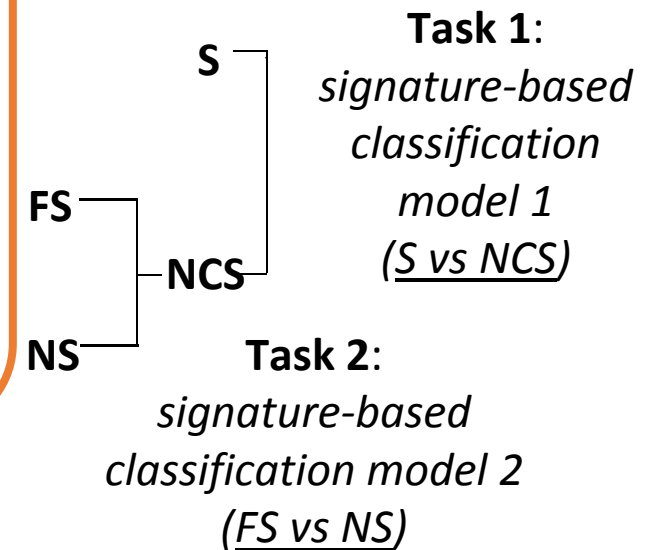 S
Task 1:
signature-based
classification
model 1
(S vs NCS)
FS
NCS
NS
Task 2:
signature-based
classification model 2
(FS vs NS)